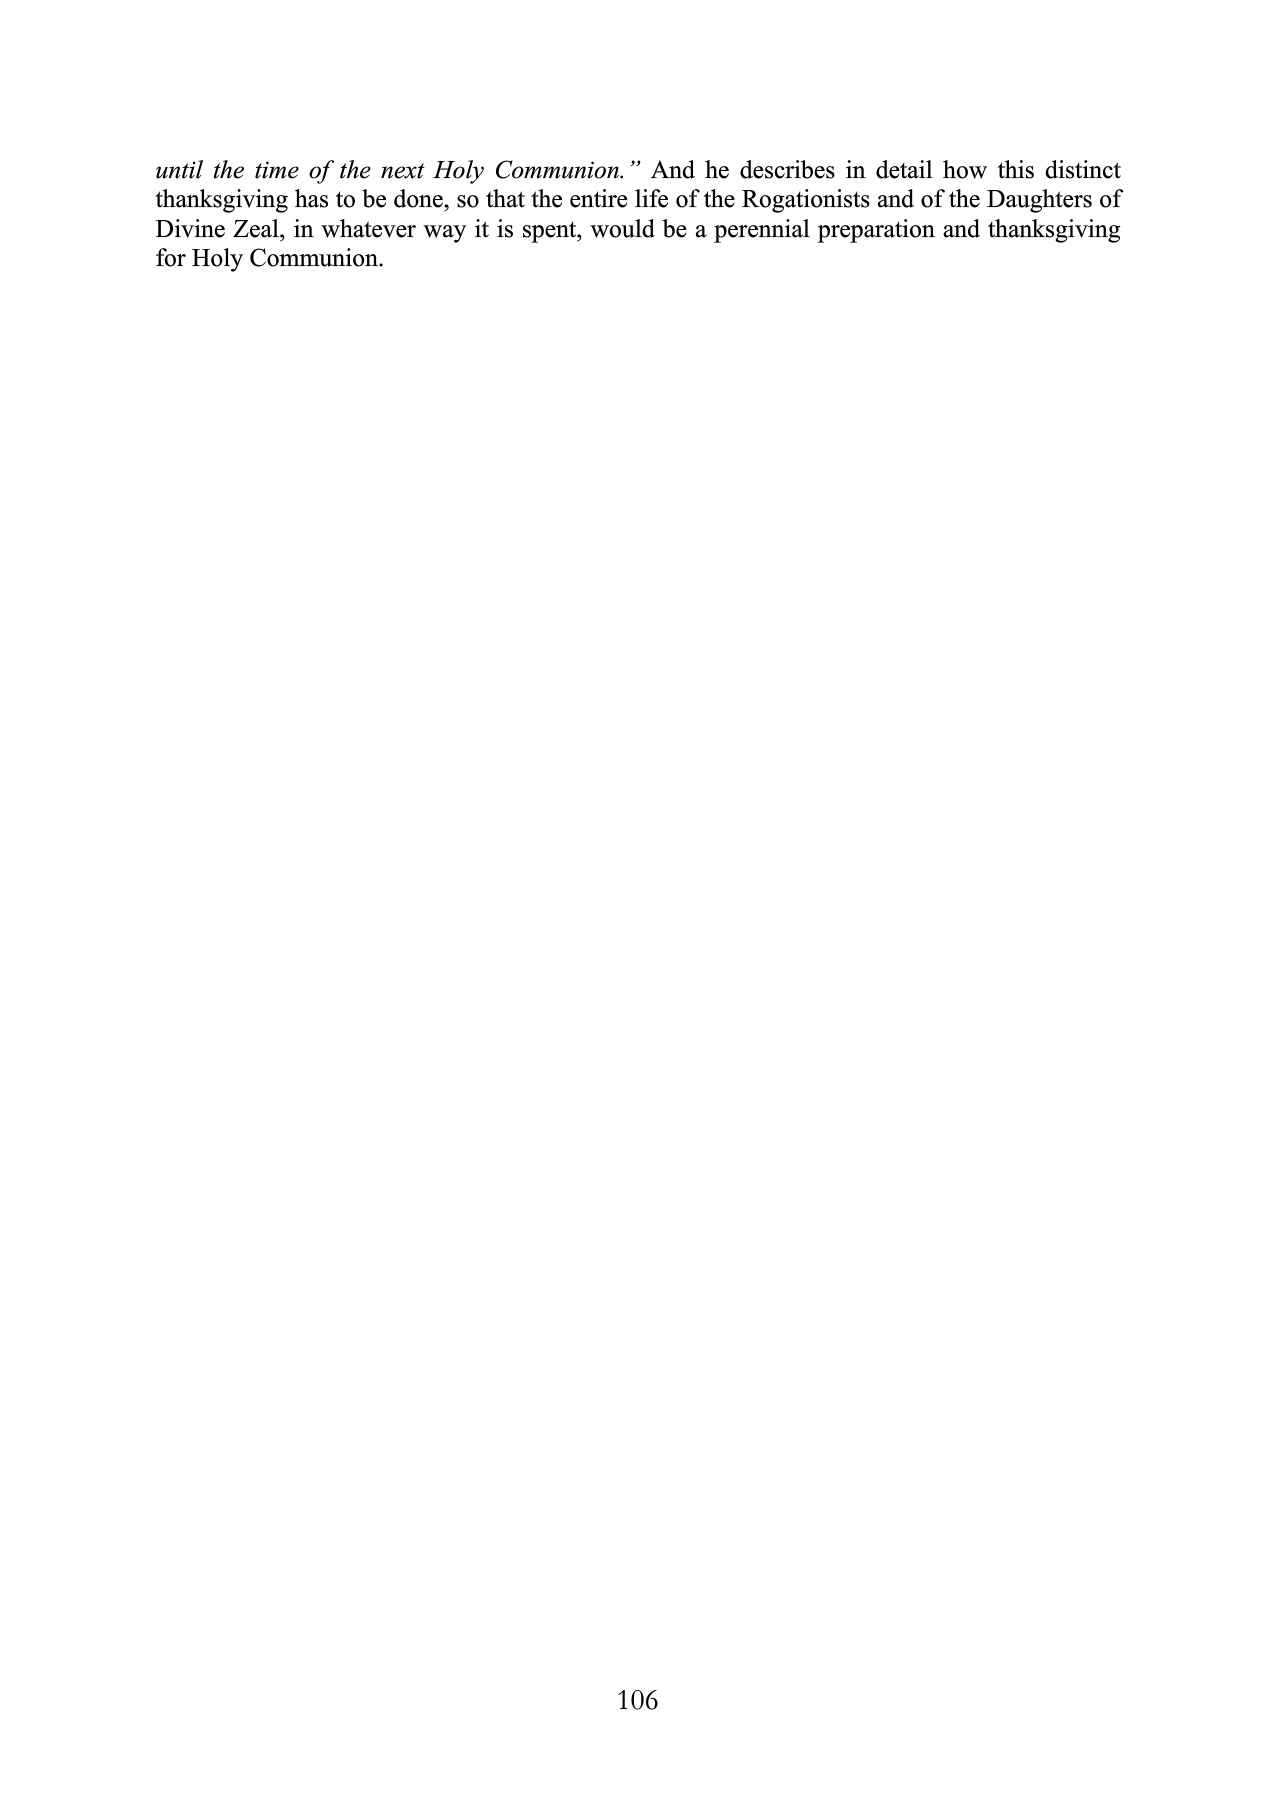 until the time of the next Holy Communion.” And he describes in detail how this distinct
thanksgiving has to be done, so that the entire life of the Rogationists and of the Daughters of
Divine Zeal, in whatever way it is spent, would be a perennial preparation and thanksgiving
for Holy Communion.
106